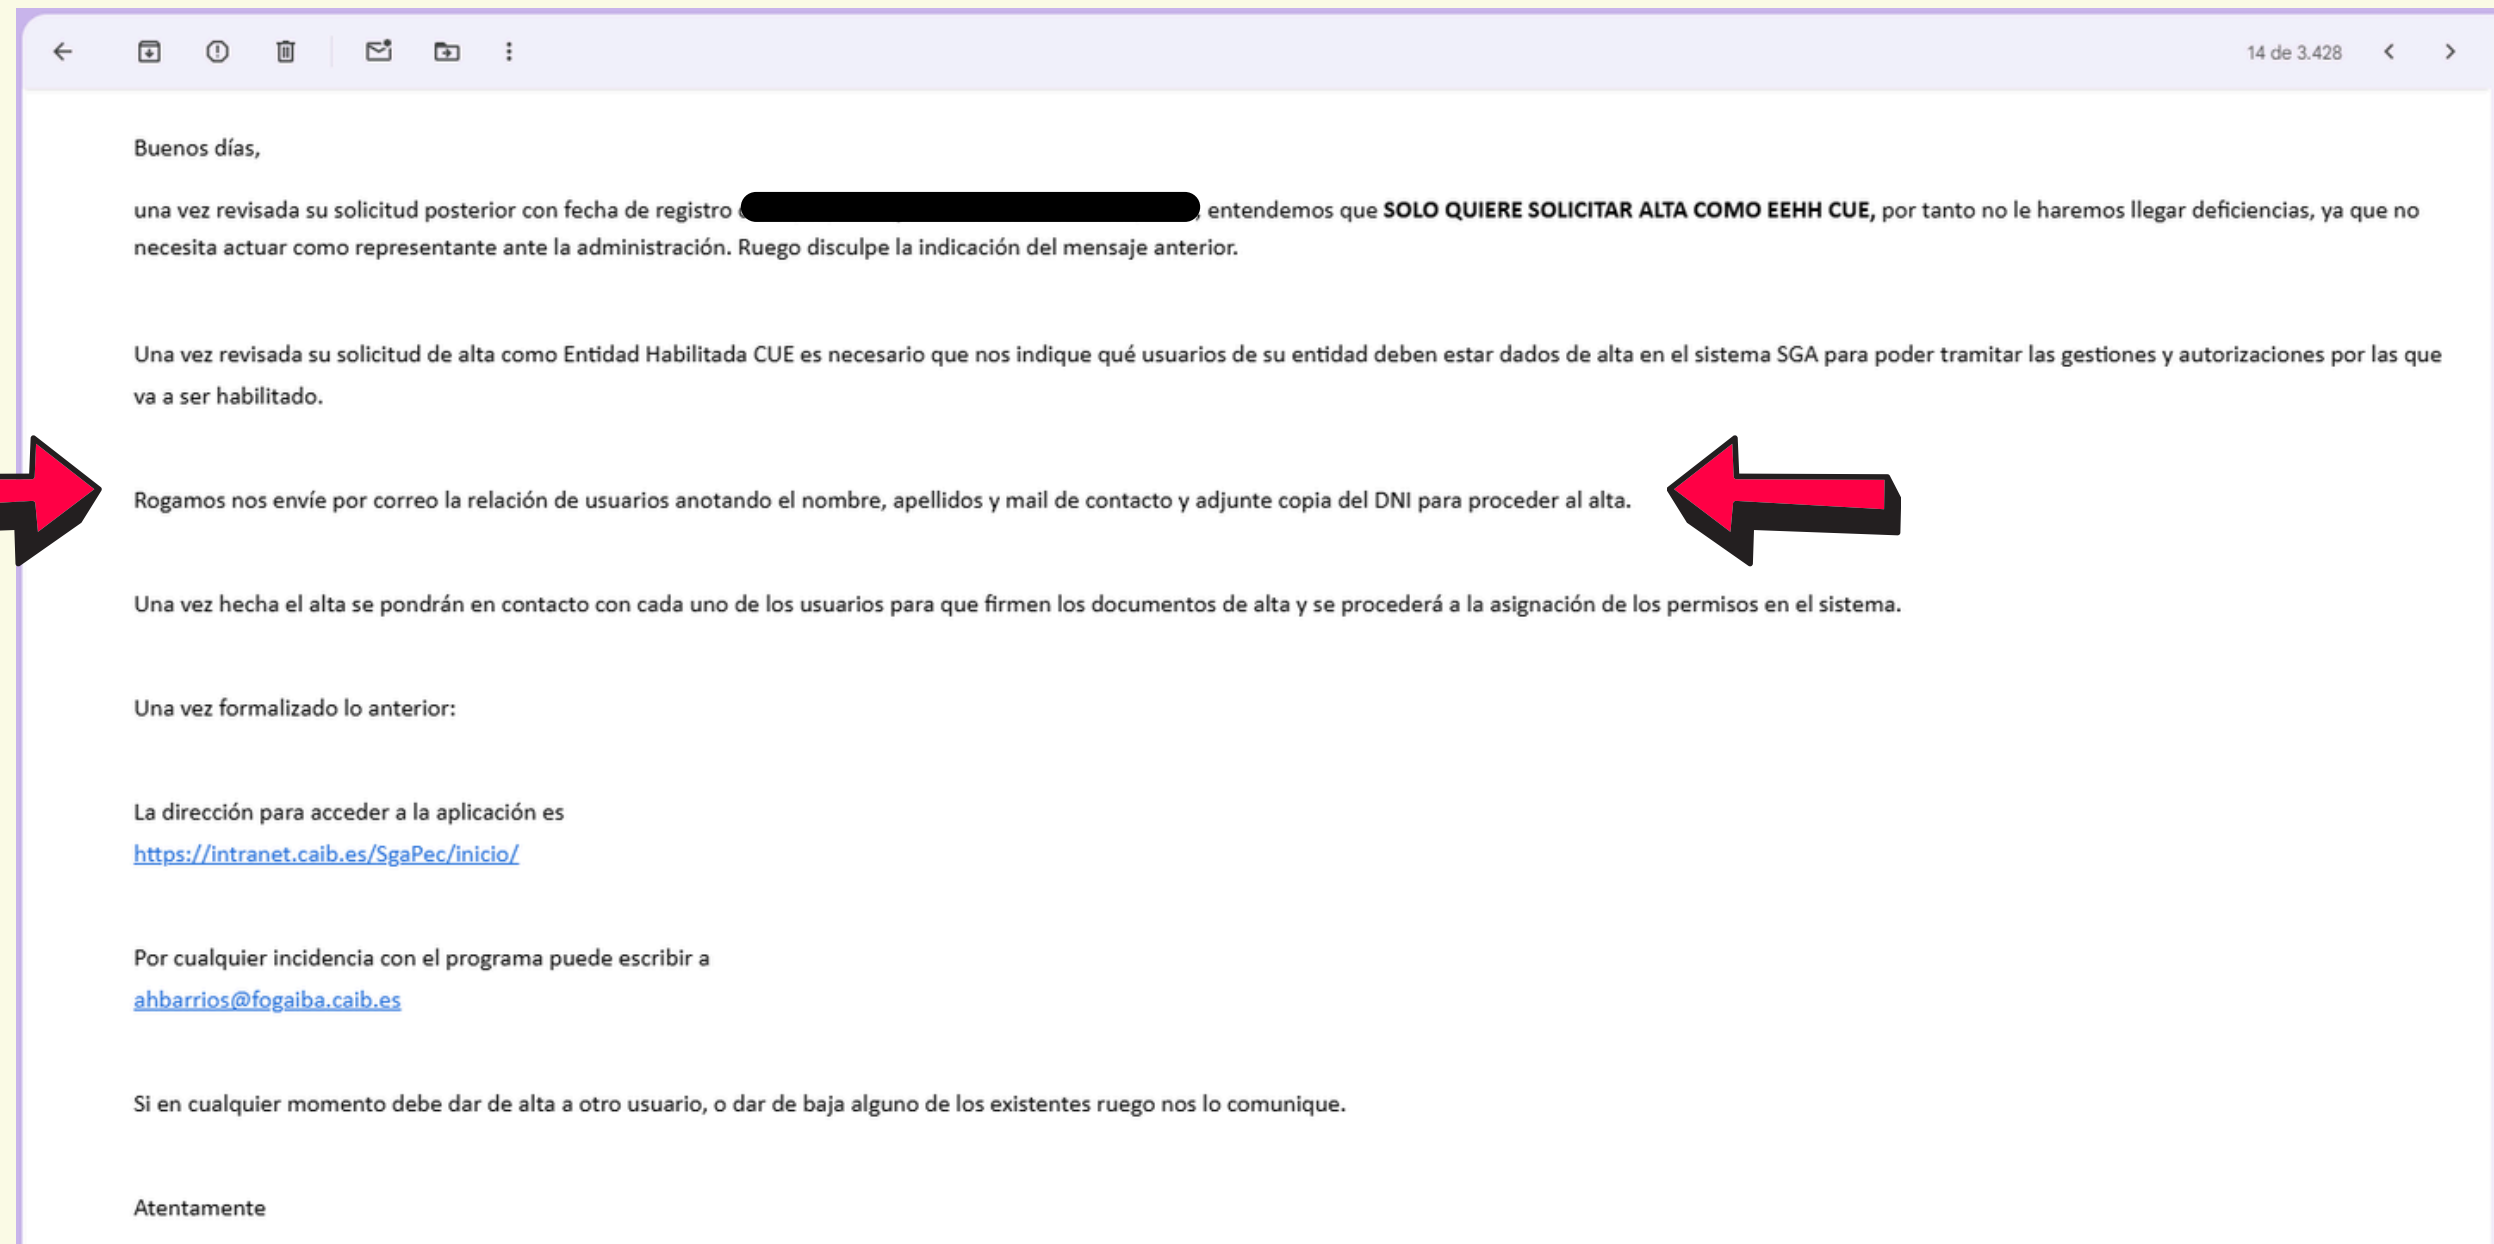 14 de 3.428
Buenos días,
una vez revisada su solicitud posterior con fecha de registro , entendemos que SOLO QUIERE SOLICITAR ALTA COMO EEHH CUE, por tanto no le haremos llegar deficiencias, ya que no
necesita actuar como representante ante la administración. Ruego disculpe la indicación del mensaje anterior.
Una vez revisada su solicitud de alta como Entidad Habilitada CUE es necesario que nos indique qué usuarios de su entidad deben estar dados de alta en el sistema SGA para poder tramitar las gestiones y autorizaciones por las que
va a ser habilitado.
Rogamos nos envíe por correo la relación de usuarios anotando el nombre, apellidos y mail de contacto y adjunte copia del DNI para proceder al alta.
Una vez hecha el alta se pondrán en contacto con cada uno de los usuarios para que firmen los documentos de alta y se procederá a la asignación de los permisos en el sistema.
Una vez formalizado lo anterior:
La dirección para acceder a la aplicación es
https://intranet.caib.es/SgaPec/inicio/
Por cualquier incidencia con el programa puede escribir a
ahbarrios@fogaiba.caib.es
Si en cualquier momento debe dar de alta a otro usuario, o dar de baja alguno de los existentes ruego nos lo comunique.
Atentamente